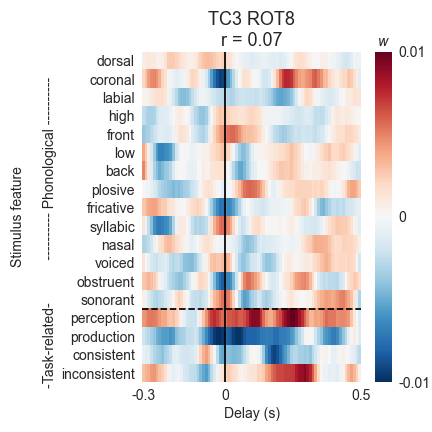 TC3 ROT8
r = 0.07
w
dorsal
coronal
labial
high
front
low
back
plosive
fricative
syllabic
nasal
voiced
obstruent
sonorant
perception
production
consistent
inconsistent
Stimulus feature
-Task-related- ---------- Phonological ----------
0.01
0
-0.01
-0.3
0
0.5
Delay (s)